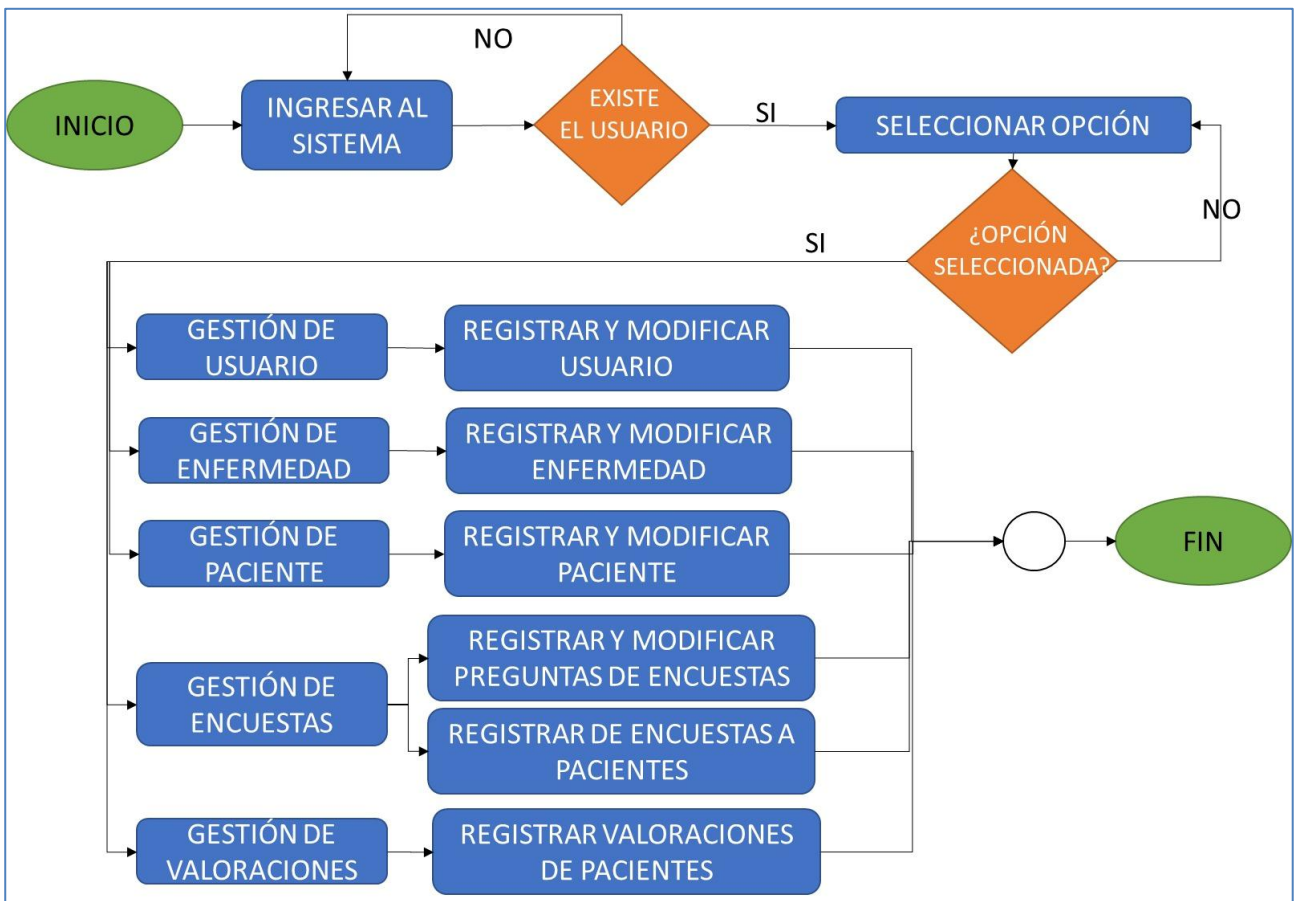 NO
INICIO
INGRESAR AL
SISTEMA
EXISTE
EL USUARIO
SI
SELECCIONAR OPCIÓN
NO
SI
¿OPCIÓN
SELECCIONADA?
GESTIÓN DE
USUARIO
REGISTRAR Y MODIFICAR
USUARIO
GESTIÓN DE
ENFERMEDAD
REGISTRAR Y MODIFICAR
ENFERMEDAD
GESTIÓN DE
PACIENTE
REGISTRAR Y MODIFICAR
PACIENTE
FIN
GESTIÓN DE
ENCUESTAS
REGISTRAR Y MODIFICAR
PREGUNTAS DE ENCUESTAS
REGISTRAR DE ENCUESTAS A
PACIENTES
GESTIÓN DE
VALORACIONES
REGISTRAR VALORACIONES
DE PACIENTES